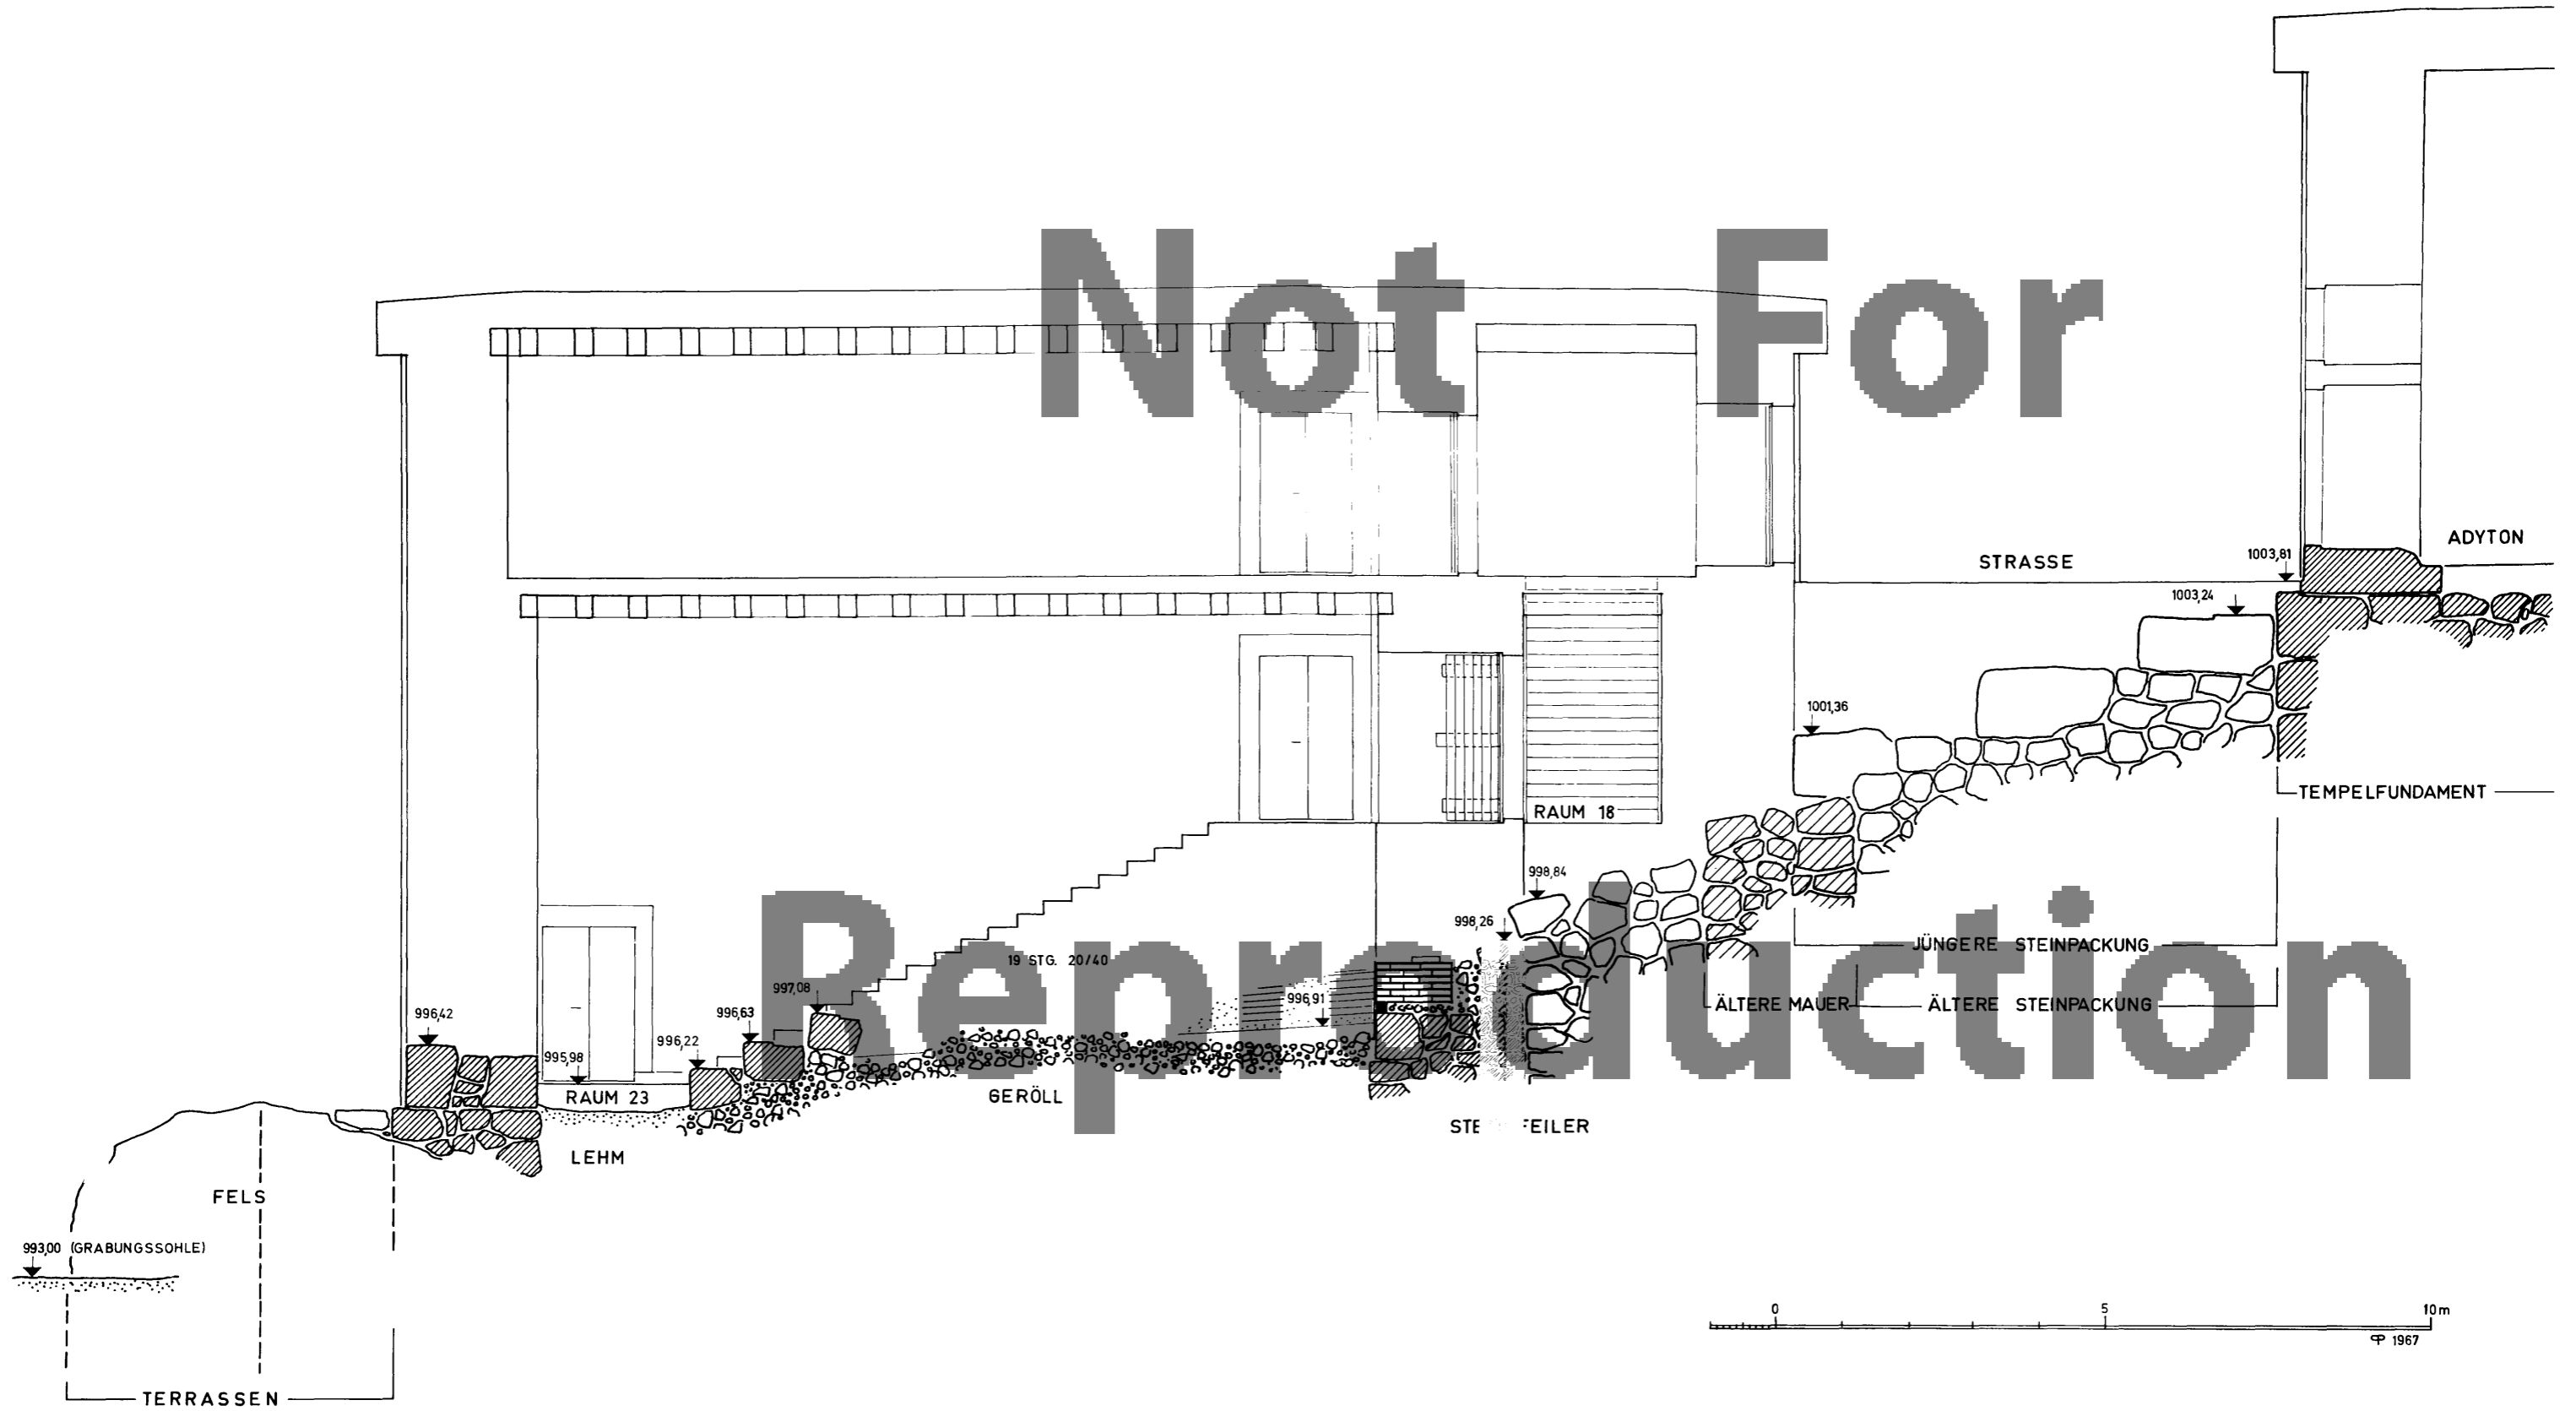 Not For
ADYTON
1003,81
STRASSE
1003,24
1001,36
TEMPELFUNDAMENT
RAUM 18
998,84
998,26
JÜNGERE STEINPACKUNG
Reproduction
19 STG. 20/40
997,08
996,91
ÄLTERE MAUER
ÄLTERE STEINPACKUNG
996,42
996,63
996,22
995,98
RAUM 23
GERÖLL
LEHM
FELS
993,00 (GRABUNGSSOHLE)
0 5 10m
1967
TERRASSEN